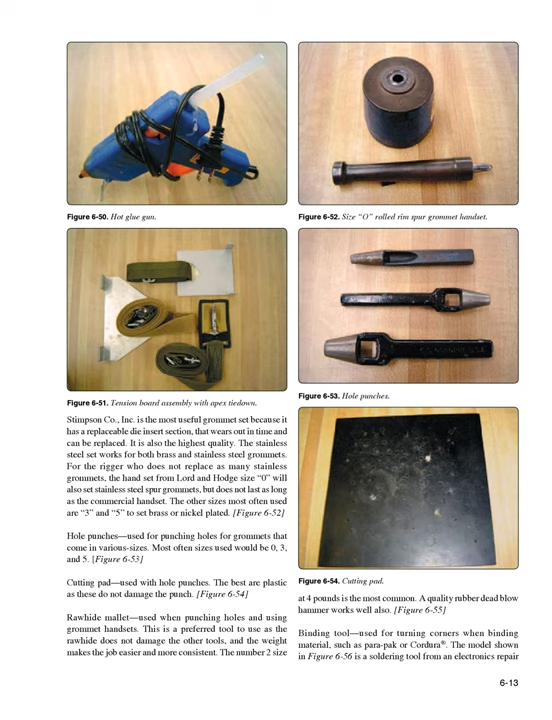 Figure 6-50. Hot glue gun.
Figure 6-51. Tension board assembly with apex tiedown.
Stimpson Co., Inc. is the most useful grommet set because it
has a replaceable die insert section, that wears out in time and
can be replaced. It is also the highest quality. The stainless
steel set works for both brass and stainless steel grommets.
For the rigger who does not replace as many stainless
grommets, the hand set from Lord and Hodge size “0” will
also set stainless steel spur grommets, but does not last as long
as the commercial handset. The other sizes most often used
are “3” and “5” to set brass or nickel plated. [Figure 6-52]
Hole punches—used for punching holes for grommets that
come in various-sizes. Most often sizes used would be 0, 3,
and 5. [Figure 6-53]
Cutting pad—used with hole punches. The best are plastic
as these do not damage the punch. [Figure 6-54]
Rawhide mallet—used when punching holes and using
grommet handsets. This is a preferred tool to use as the
rawhide does not damage the other tools, and the weight
makes the job easier and more consistent. The number 2 size
Figure 6-52. Size “O” rolled rim spur grommet handset.
Figure 6-53. Hole punches.
Figure 6-54. Cutting pad.
at 4 pounds is the most common. A quality rubber dead blow
hammer works well also. [Figure 6-55]
Binding tool—used for turning corners when binding
material, such as para-pak or Cordura®. The model shown
in Figure 6-56 is a soldering tool from an electronics repair
6-13